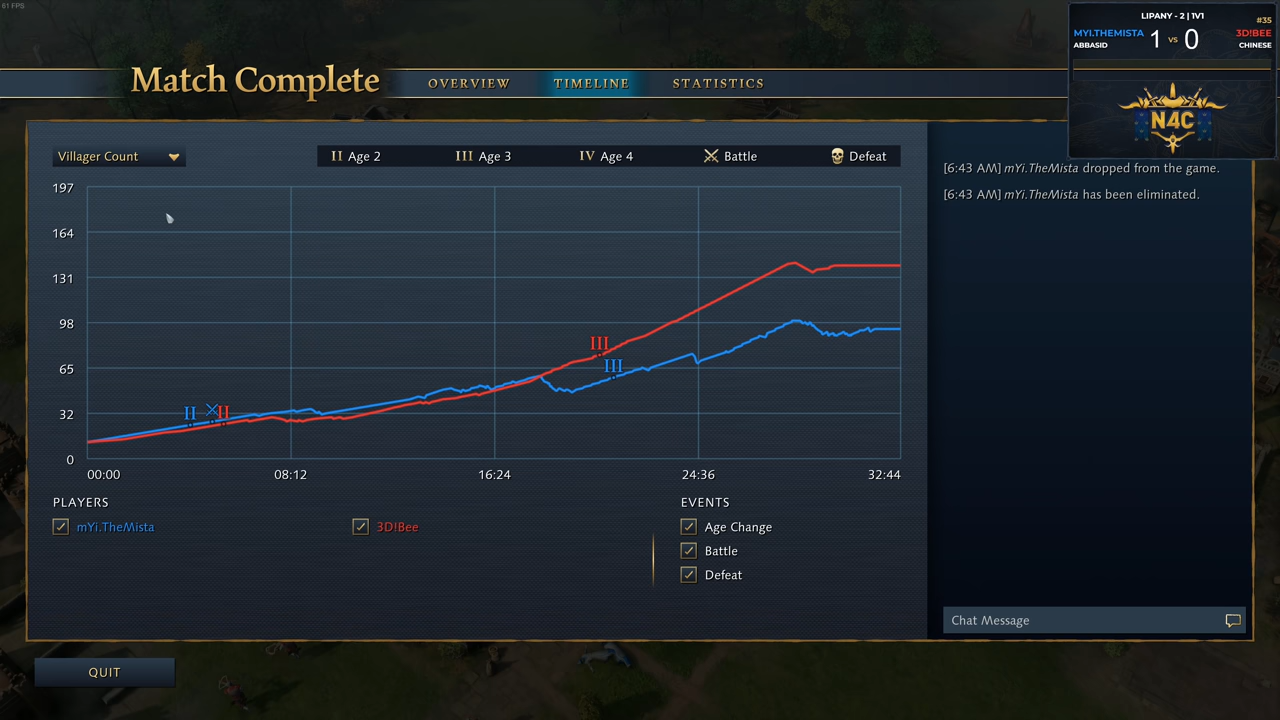 61 FPS
LIPANY - 2 | 1V1
#35
MYI.THEMISTA 1 VS 0 3D!BEE
ABBASID CHINESE
N4C
Match Complete
OVERVIEW TIMELINE STATISTICS
Villager Count
II Age 2 III Age 3 IV Age 4 Battle Defeat
[6:43 AM] mYi.TheMista dropped from the game.
[6:43 AM] mYi.TheMista has been eliminated.
197
164
131
98
65
32
0
III
III
II II
00:00 08:12 16:24 24:36 32:44
PLAYERS
mYi.TheMista 3D!Bee
EVENTS
Age Change
Battle
Defeat
Chat Message
QUIT